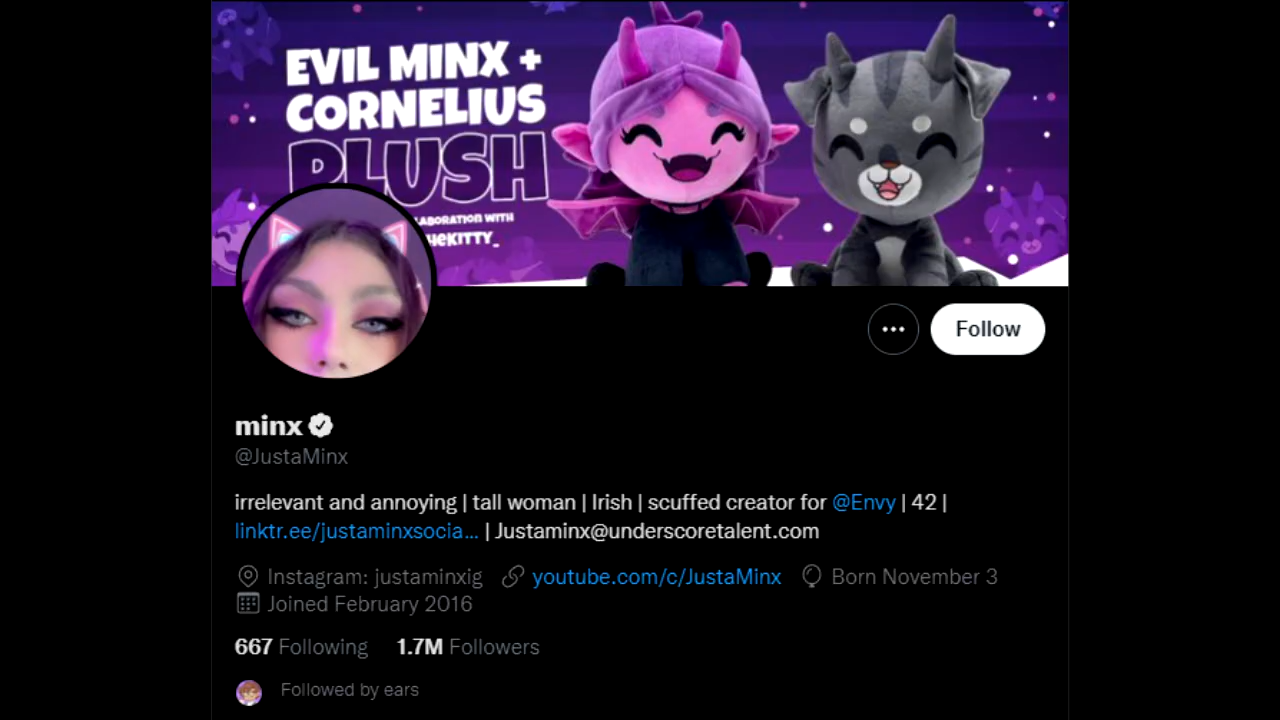 EVIL MINX +
CORNELIUS
PLUSH
WITH
minx
@JustaMinx
Follow
irrelevant and annoying | tall woman | Irish | scuffed creator for @Envy | 42 |
linktr.ee/justaminxsocia... | Justaminx@underscoretalent.com
Instagram: justaminxig youtube.com/c/JustaMinx Born November 3
Joined February 2016
667 Following 1.7M Followers
Followed by ears